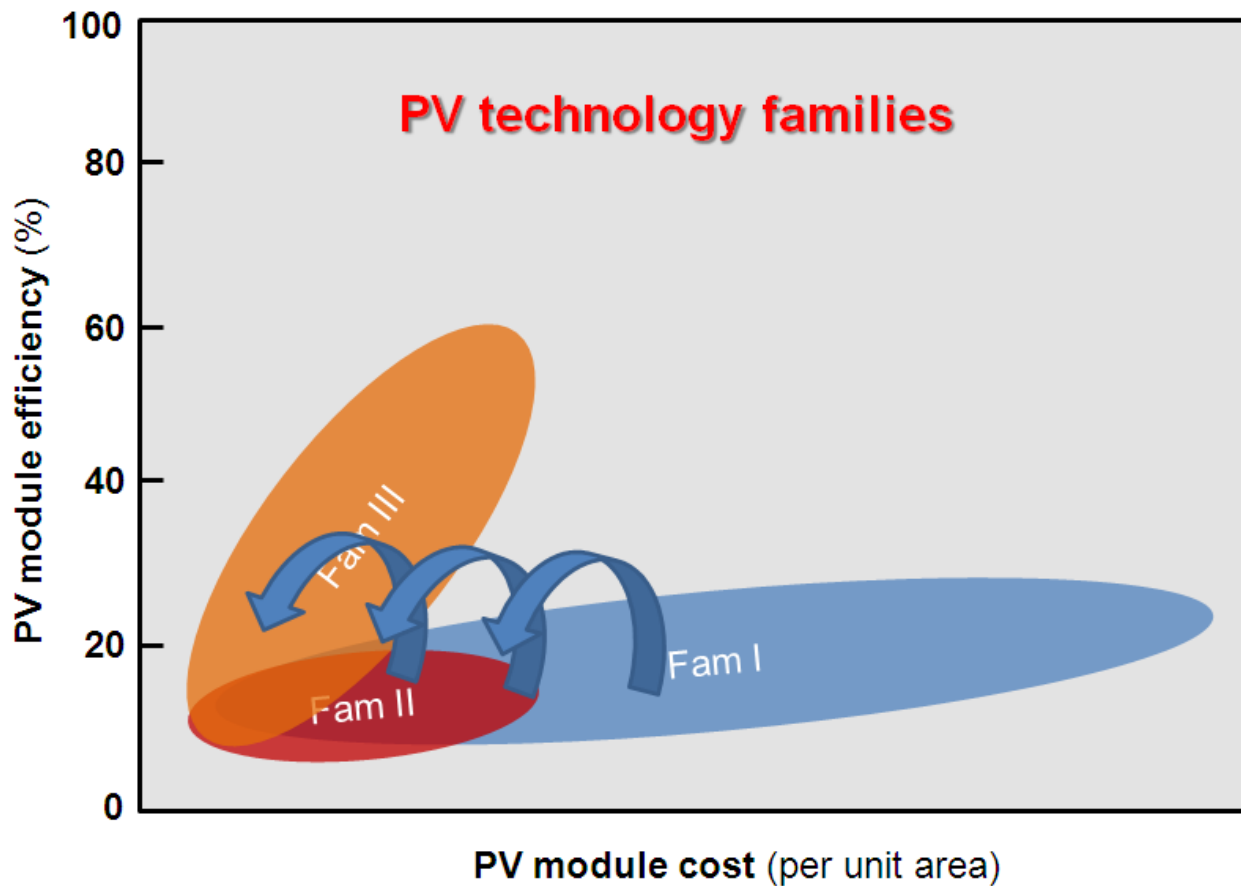 PV technology families
PV module efficiency (%)
100
80
60
40
20
0
Fam III
Fam II
Fam I
PV module cost (per unit area)